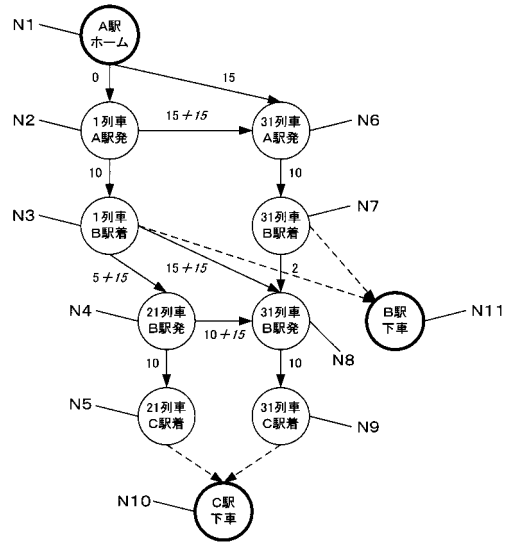 N1
A駅
ホーム
0
15
N2
1列車
A駅発
15+15
31列車
A駅発
N6
10
10
N3
1列車
B駅着
31列車
B駅着
N7
5+15
15+15
2
N4
21列車
B駅発
10+15
31列車
B駅発
N8
B駅
下車
N11
10
10
N5
21列車
C駅着
31列車
C駅着
N9
N10
C駅
下車